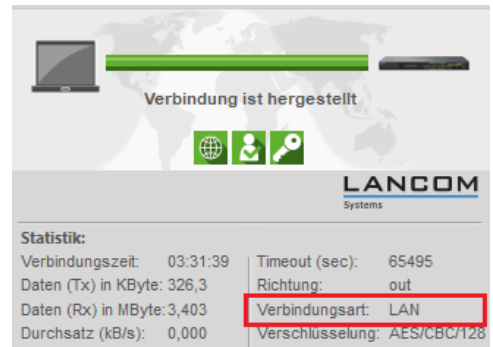 Verbindung ist hergestellt
LANCOM
Systems
Statistik:
Verbindungszeit: 03:31:39 Timeout (sec): 65495
Daten (Tx) in KByte: 326,3 Richtung: out
Daten (Rx) in MByte: 3,403 Verbindungsart: LAN
Durchsatz (kB/s): 0,000 Verschlüsselung: AES/CBC/128